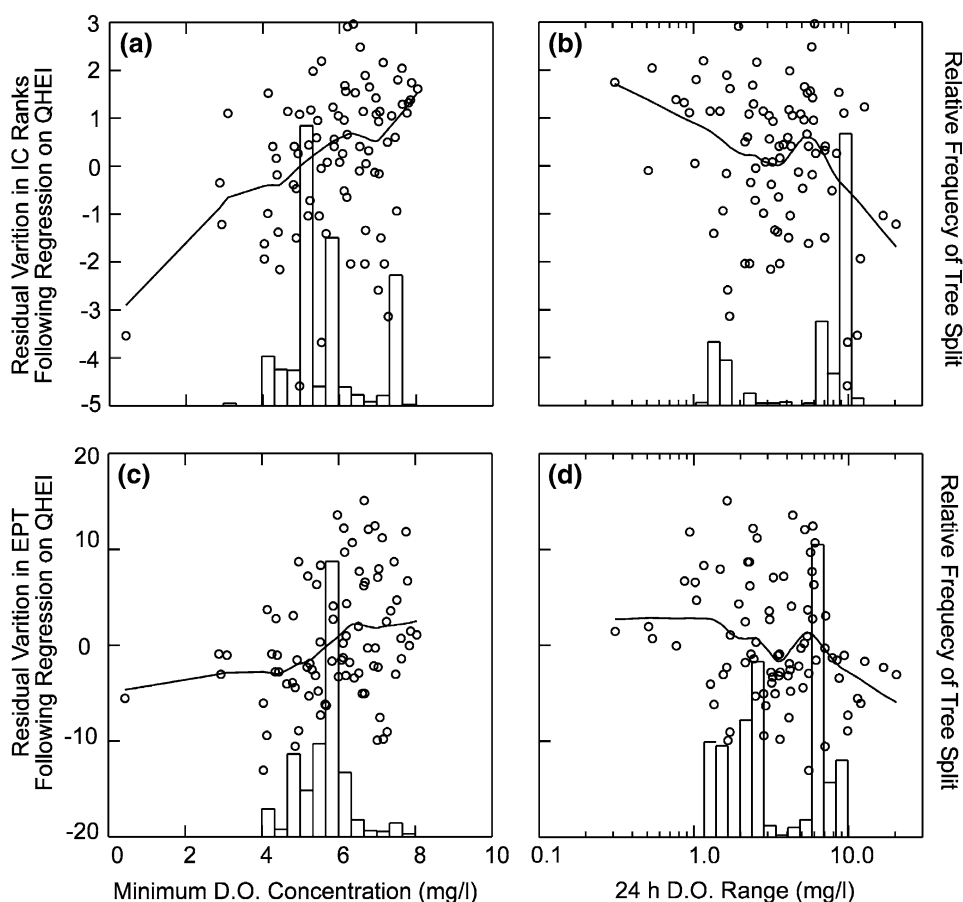 Residual Varition in IC Ranks
Following Regression on QHEI
3
2
1
0
-1
-2
-3
-4
-5
(a)
(b)
Relative Frequecy of Tree Split
Residual Varition in EPT
Following Regression on QHEI
20
10
0
-10
-20
(c)
(d)
Relative Frequecy of Tree Split
0 2 4 6 8 10
0.1 1.0 10.0
Minimum D.O. Concentration (mg/l)
24 h D.O. Range (mg/l)